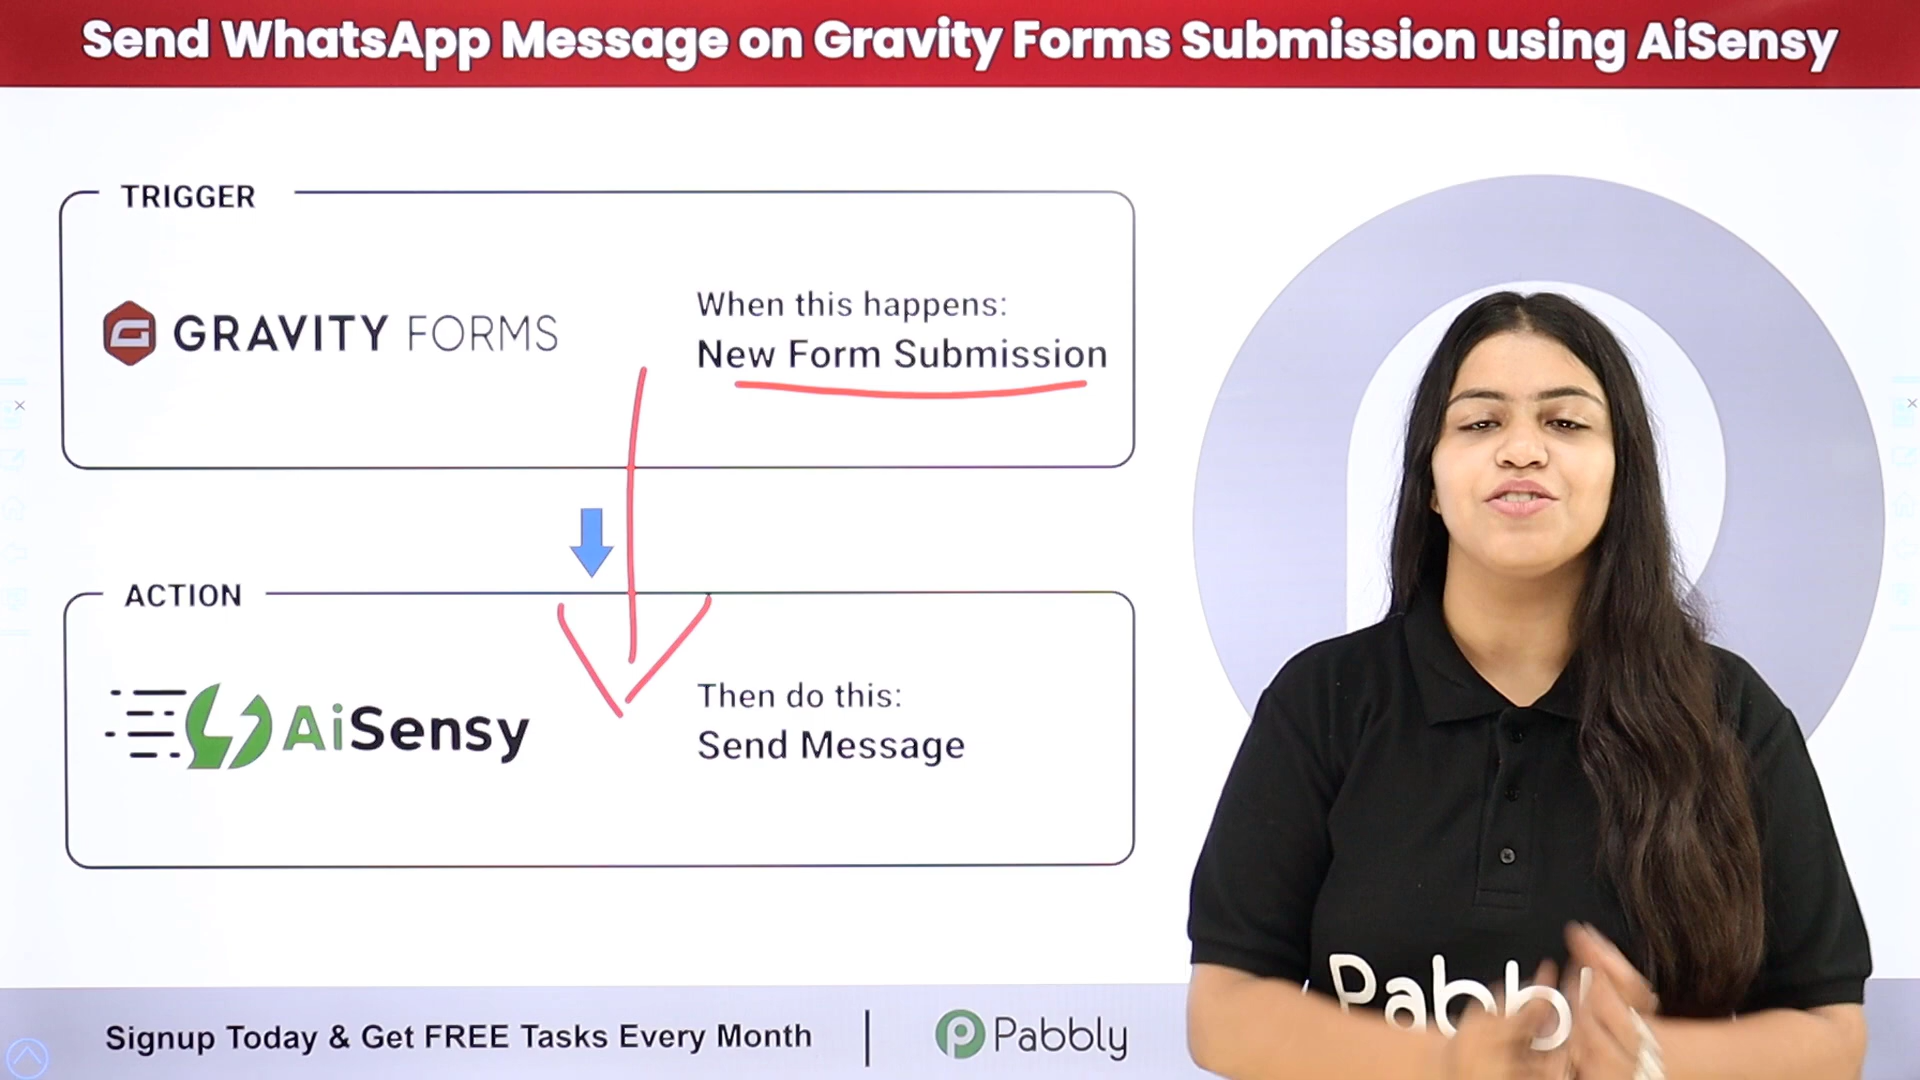 Send WhatsApp Message on Gravity Forms Submission using AiSensy
TRIGGER
GRAVITY FORMS
When this happens:
New Form Submission
ACTION
AiSensy
Then do this:
Send Message
Signup Today & Get FREE Tasks Every Month
Pabbly
Pabb